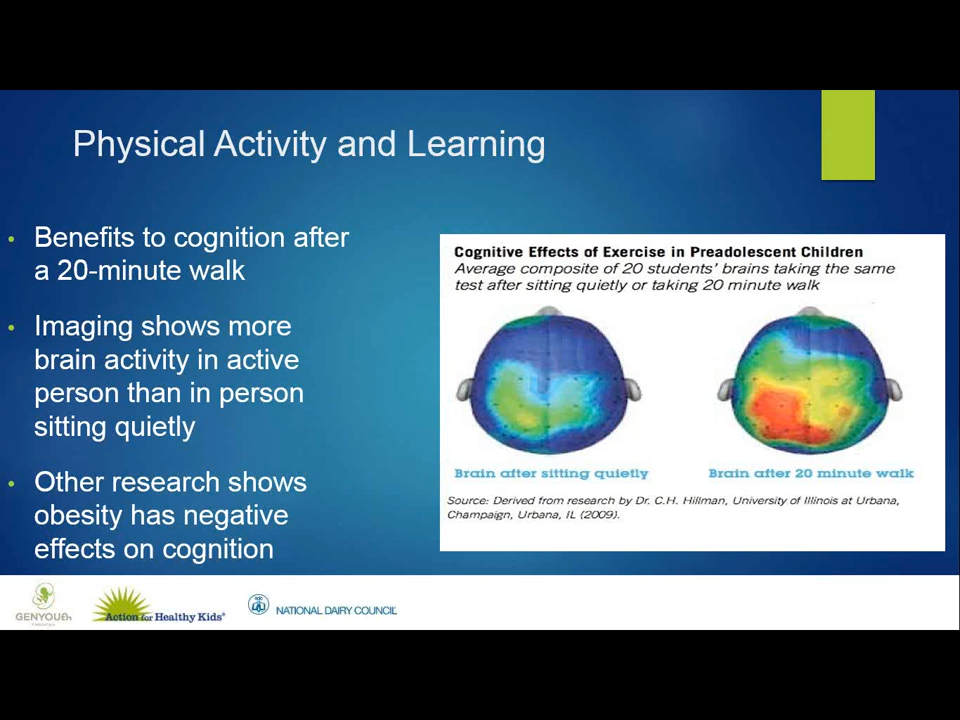 Physical Activity and Learning
• Benefits to cognition after
a 20-minute walk
• Imaging shows more
brain activity in active
person than in person
sitting quietly
• Other research shows
obesity has negative
effects on cognition
Cognitive Effects of Exercise in Preadolescent Children
Average composite of 20 students' brains taking the same
test after sitting quietly or taking 20 minute walk
Brain after sitting quietly
Brain after 20 minute walk
Source: Derived from research by Dr. C.H. Hillman, University of Illinois at Urbana,
Champaign, Urbana, IL (2009).
GENYOUth
Action for Healthy Kids®
NATIONAL DAIRY COUNCIL